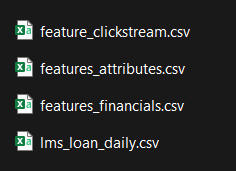 feature_clickstream.csv
features_attributes.csv
features_financials.csv
lms_loan_daily.csv